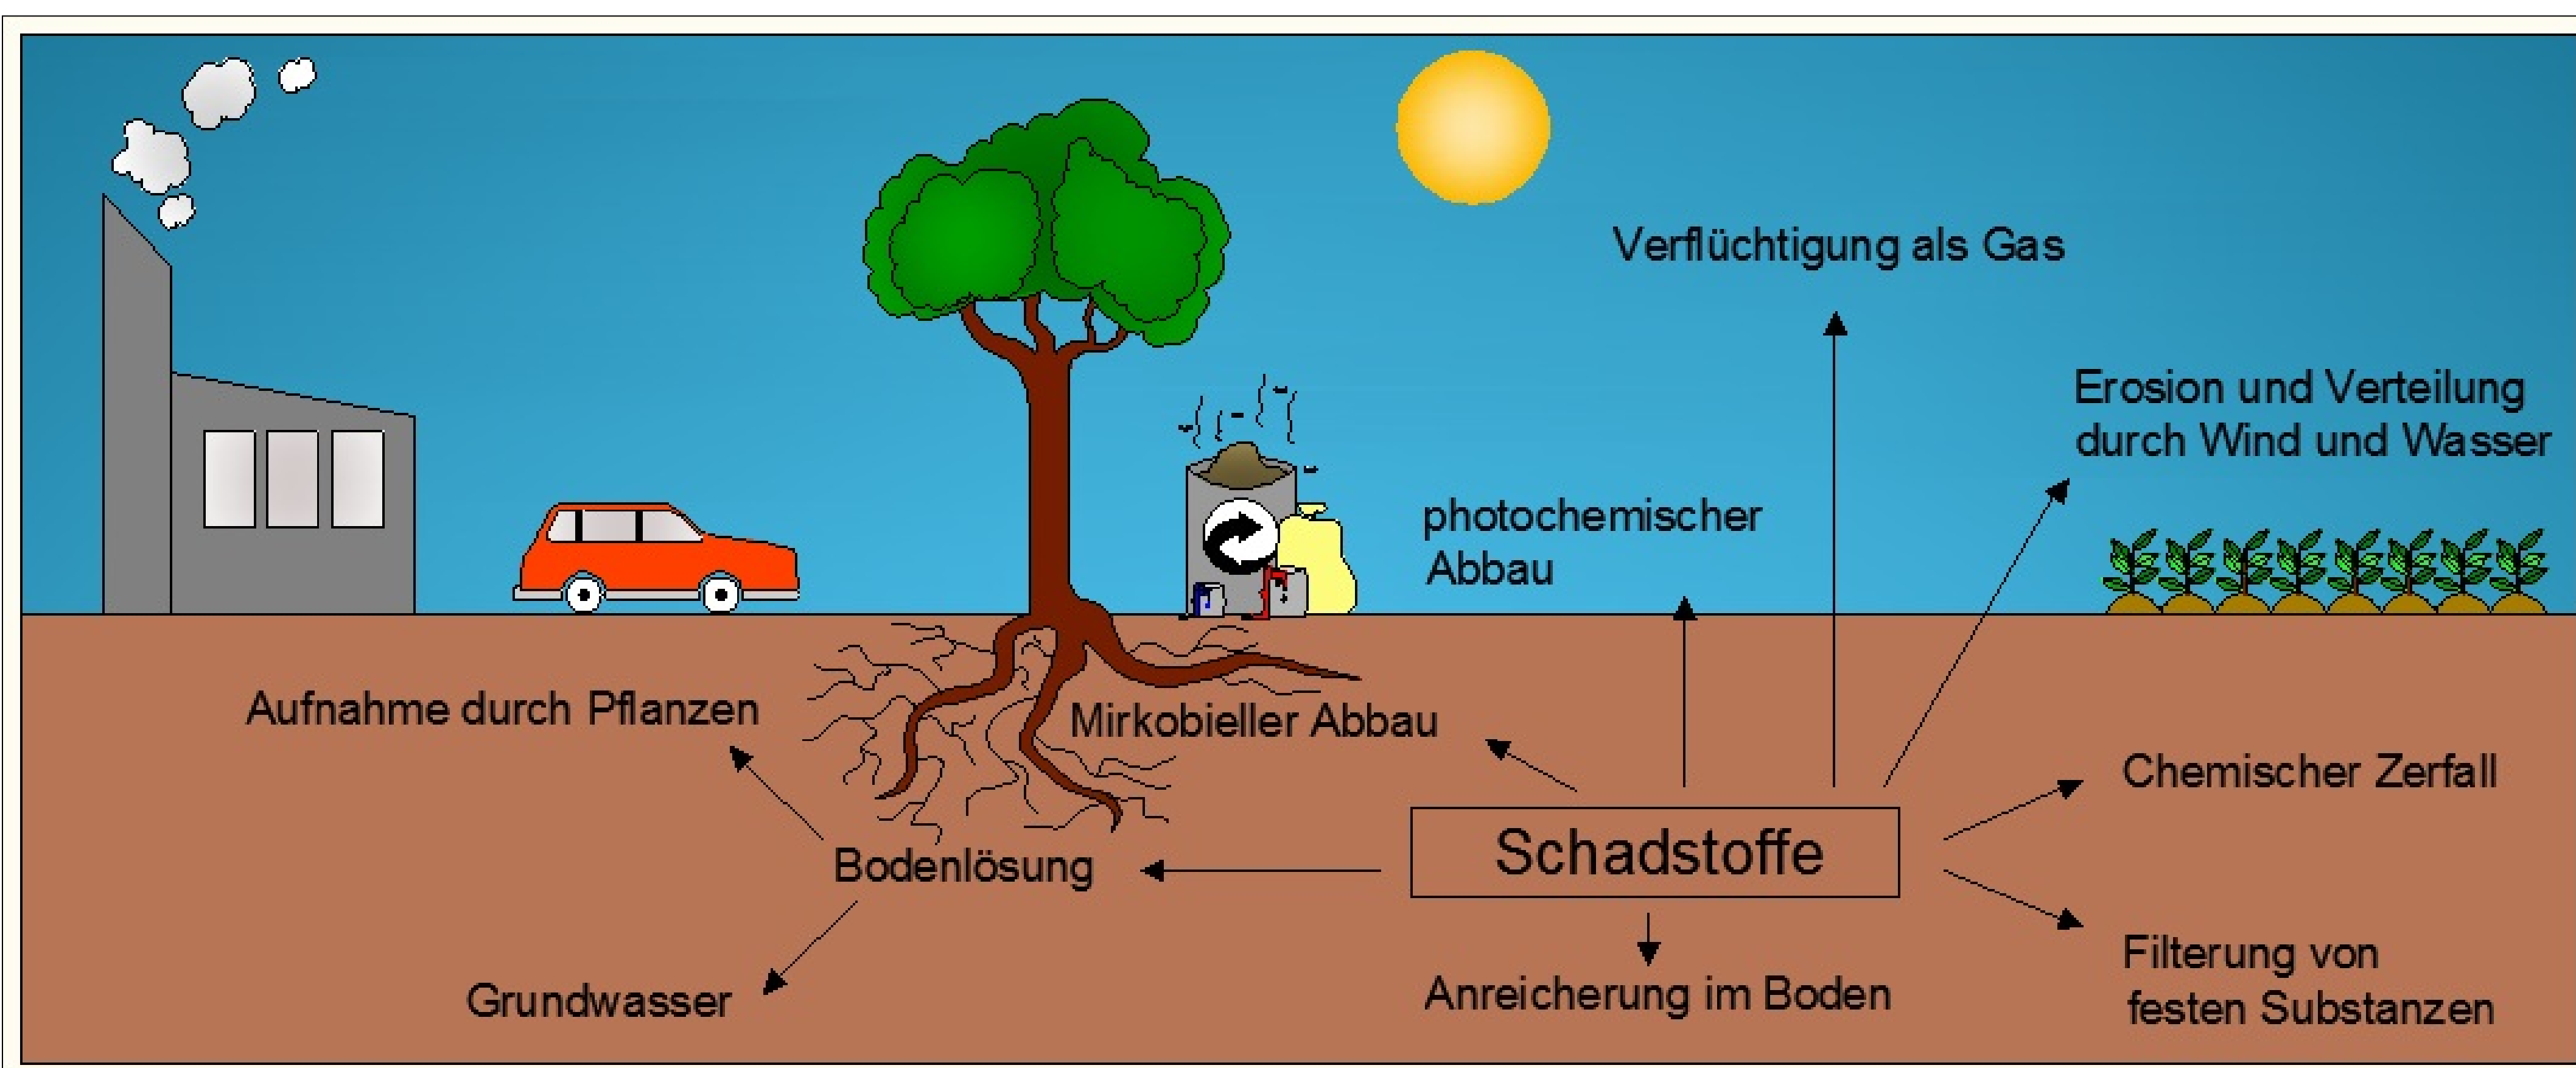 Verflüchtigung als Gas
Erosion und Verteilung
durch Wind und Wasser
photochemischer
Abbau
Aufnahme durch Pflanzen
Mirkobieller Abbau
Chemischer Zerfall
Schadstoffe
Bodenlösung
Filterung von
festen Substanzen
Anreicherung im Boden
Grundwasser